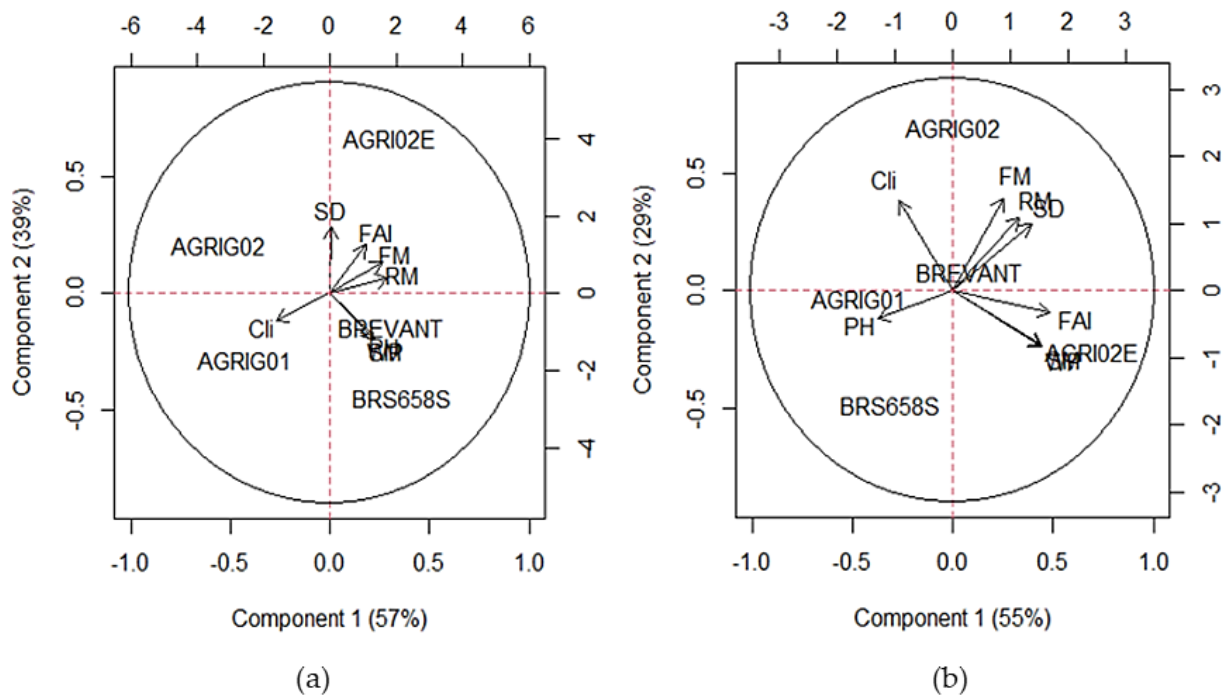 -6 -4 -2 0 2 4 6
Component 2 (39%)
0.5
0.0
-0.5
AGRI02E
SD
AGRIG02
FAI
FM
RM
Cli
BREVANT
PH
AGRIG01
BRS658S
4
2
0
-2
-4
-1.0 -0.5 0.0 0.5 1.0
Component 1 (57%)
(a)
-3 -2 -1 0 1 2 3
Component 2 (29%)
0.5
0.0
-0.5
AGRIG02
Cli
FM
RM
SD
BREVANT
AGRIG01
PH
FAI
AGRI02E
BRS658S
3
2
1
0
-1
-2
-3
-1.0 -0.5 0.0 0.5 1.0
Component 1 (55%)
(b)